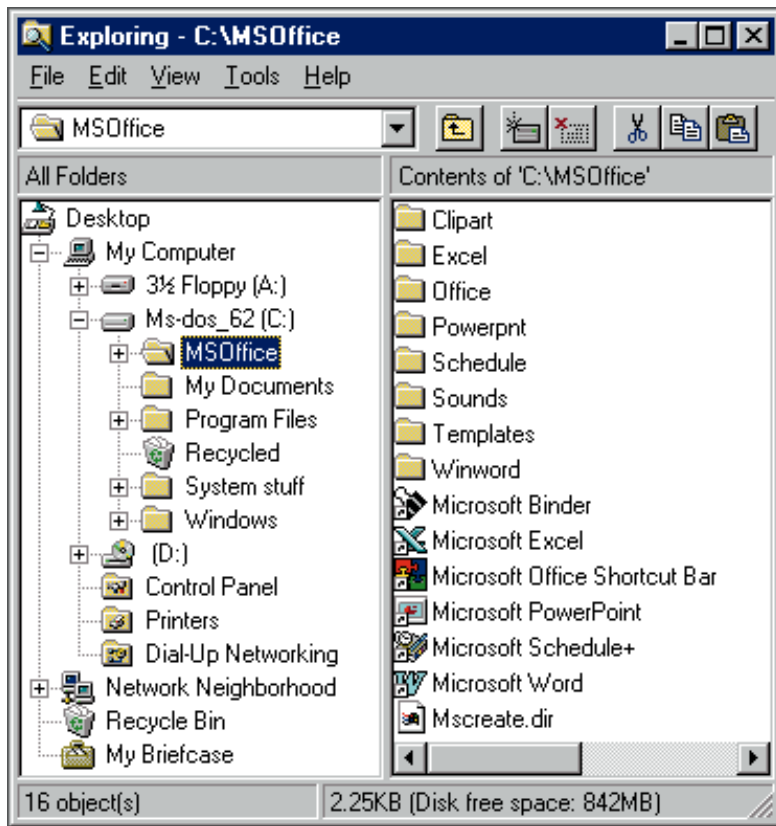 Exploring - C:\MSOffice
File Edit View Tools Help
MSOffice
All Folders
Contents of 'C:\MSOffice'
Desktop
My Computer
3½ Floppy (A:)
Ms-dos_62 (C:)
MSOffice
My Documents
Program Files
Recycled
System stuff
Windows
(D:)
Control Panel
Printers
Dial-Up Networking
Network Neighborhood
Recycle Bin
My Briefcase
Clipart
Excel
Office
Powerpnt
Schedule
Sounds
Templates
Winword
Microsoft Binder
Microsoft Excel
Microsoft Office Shortcut Bar
Microsoft PowerPoint
Microsoft Schedule+
Microsoft Word
Mscreate.dir
16 object(s)
2.25KB (Disk free space: 842MB)